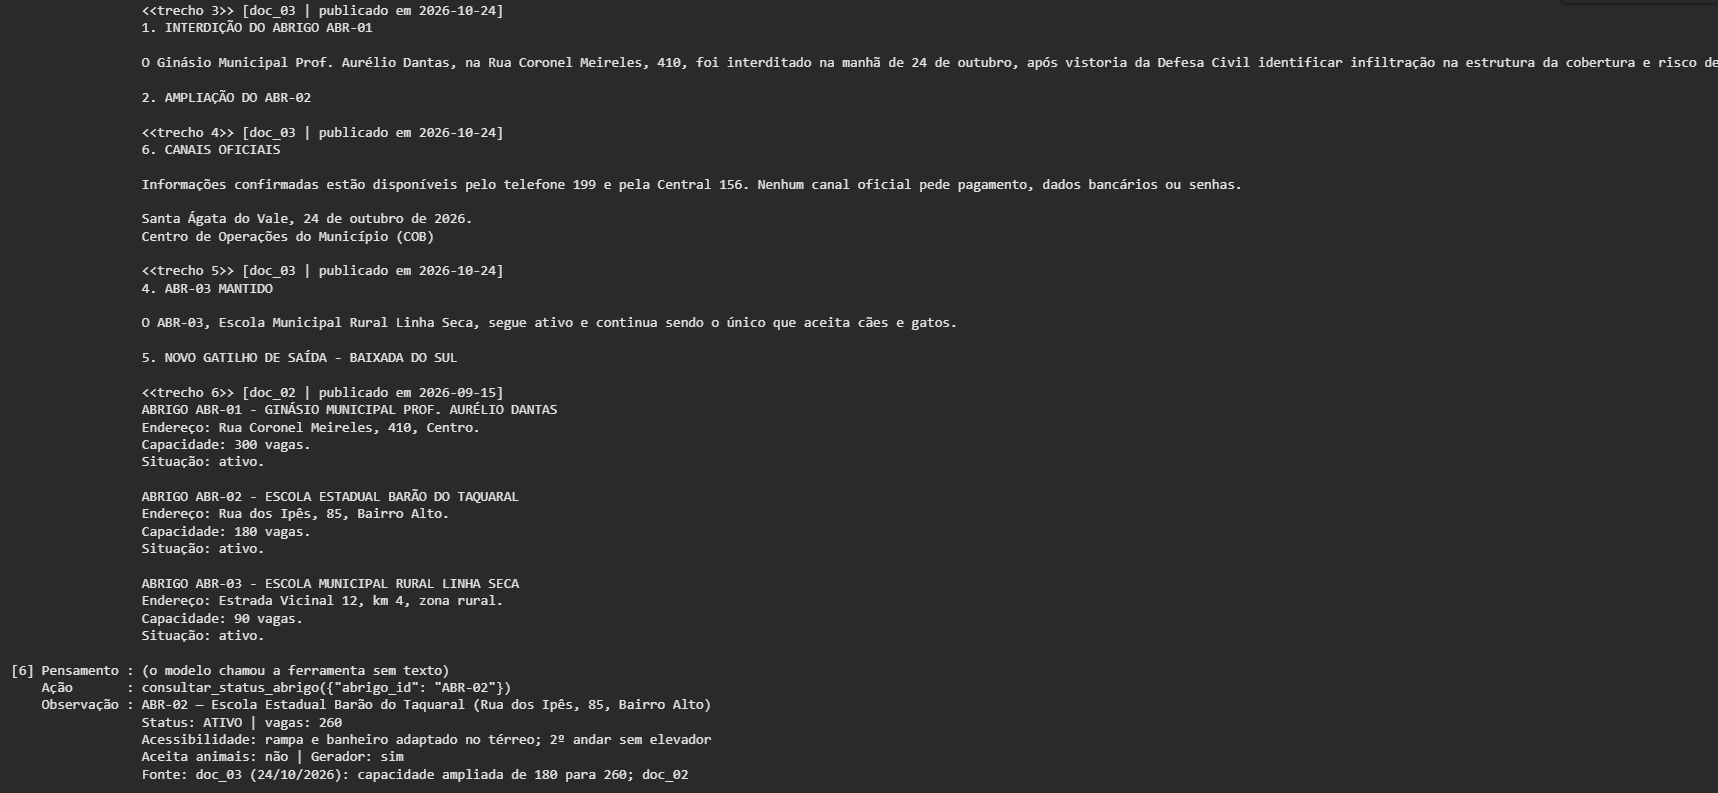 <<trecho 3>> [doc_03 | publicado em 2026-10-24]
1. INTERDIÇÃO DO ABRIGO ABR-01
O Ginásio Municipal Prof. Aurélio Dantas, na Rua Coronel Meireles, 410, foi interditado na manhã de 24 de outubro, após vistoria da Defesa Civil identificar infiltração na estrutura da cobertura e risco de
2. AMPLIAÇÃO DO ABR-02
<<trecho 4>> [doc_03 | publicado em 2026-10-24]
6. CANAIS OFICIAIS
Informações confirmadas estão disponíveis pelo telefone 199 e pela Central 156. Nenhum canal oficial pede pagamento, dados bancários ou senhas.
Santa Ágata do Vale, 24 de outubro de 2026.
Centro de Operações do Município (COB)
<<trecho 5>> [doc_03 | publicado em 2026-10-24]
4. ABR-03 MANTIDO
O ABR-03, Escola Municipal Rural Linha Seca, segue ativo e continua sendo o único que aceita cães e gatos.
5. NOVO GATILHO DE SAÍDA - BAIXADA DO SUL
<<trecho 6>> [doc_02 | publicado em 2026-09-15]
ABRIGO ABR-01 - GINÁSIO MUNICIPAL PROF. AURÉLIO DANTAS
Endereço: Rua Coronel Meireles, 410, Centro.
Capacidade: 300 vagas.
Situação: ativo.
ABRIGO ABR-02 - ESCOLA ESTADUAL BARÃO DO TAQUARAL
Endereço: Rua dos Ipês, 85, Bairro Alto.
Capacidade: 180 vagas.
Situação: ativo.
ABRIGO ABR-03 - ESCOLA MUNICIPAL RURAL LINHA SECA
Endereço: Estrada Vicinal 12, km 4, zona rural.
Capacidade: 90 vagas.
Situação: ativo.
[6] Pensamento : (o modelo chamou a ferramenta sem texto)
Ação : consultar_status_abrigo({"abrigo_id": "ABR-02"})
Observação : ABR-02 — Escola Estadual Barão do Taquaral (Rua dos Ipês, 85, Bairro Alto)
Status: ATIVO | vagas: 260
Acessibilidade: rampa e banheiro adaptado no térreo; 2º andar sem elevador
Aceita animais: não | Gerador: sim
Fonte: doc_03 (24/10/2026): capacidade ampliada de 180 para 260; doc_02